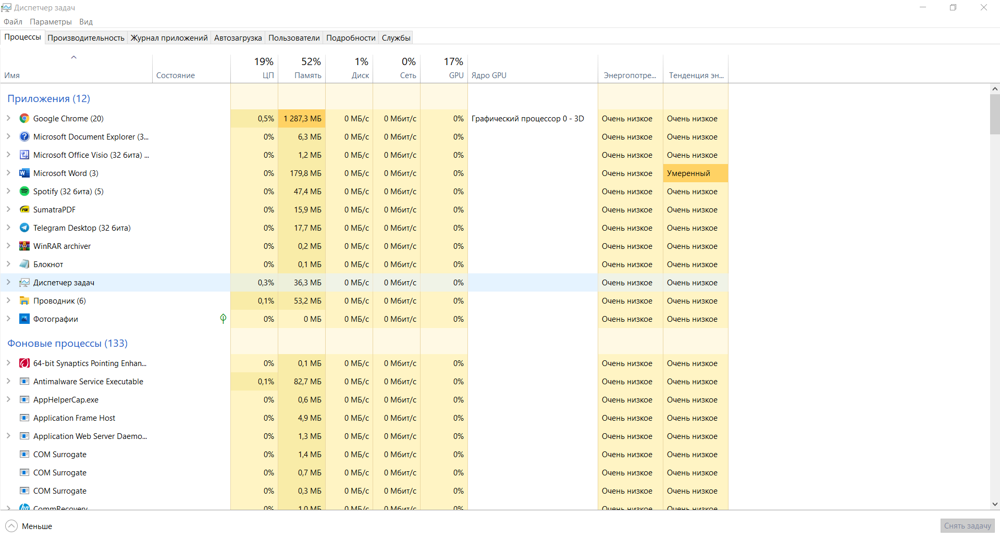 Диспетчер задач
Файл Параметры Вид
Процессы Производительность Журнал приложений Автозагрузка Пользователи Подробности Службы
19% 52% 1% 0% 17%
Имя Состояние ЦП Память Диск Сеть GPU Ядро GPU Энергопотре... Тенденция эн...
Приложения (12)
Google Chrome (20) 0,5% 1 287,3 МБ 0 МБ/с 0 Мбит/с 0% Графический процессор 0 - 3D Очень низкое Очень низкое
Microsoft Document Explorer (3... 0% 6,3 МБ 0 МБ/с 0 Мбит/с 0% Очень низкое Очень низкое
Microsoft Office Visio (32 бита) ... 0% 1,2 МБ 0 МБ/с 0 Мбит/с 0% Очень низкое Очень низкое
Microsoft Word (3) 0% 179,8 МБ 0 МБ/с 0 Мбит/с 0% Очень низкое Умеренный
Spotify (32 бита) (5) 0% 47,4 МБ 0 МБ/с 0 Мбит/с 0% Очень низкое Очень низкое
SumatraPDF 0% 15,9 МБ 0 МБ/с 0 Мбит/с 0% Очень низкое Очень низкое
Telegram Desktop (32 бита) 0% 17,7 МБ 0 МБ/с 0 Мбит/с 0% Очень низкое Очень низкое
WinRAR archiver 0% 0,2 МБ 0 МБ/с 0 Мбит/с 0% Очень низкое Очень низкое
Блокнот 0% 0,1 МБ 0 МБ/с 0 Мбит/с 0% Очень низкое Очень низкое
Диспетчер задач 0,3% 36,3 МБ 0 МБ/с 0 Мбит/с 0% Очень низкое Очень низкое
Проводник (6) 0,1% 53,2 МБ 0 МБ/с 0 Мбит/с 0% Очень низкое Очень низкое
Фотографии 0% 0 МБ 0 МБ/с 0 Мбит/с 0% Очень низкое Очень низкое
Фоновые процессы (133)
64-bit Synaptics Pointing Enhan... 0% 0,1 МБ 0 МБ/с 0 Мбит/с 0% Очень низкое Очень низкое
Antimalware Service Executable 0,1% 82,7 МБ 0 МБ/с 0 Мбит/с 0% Очень низкое Очень низкое
AppHelperCap.exe 0% 0,6 МБ 0 МБ/с 0 Мбит/с 0% Очень низкое Очень низкое
Application Frame Host 0% 4,9 МБ 0 МБ/с 0 Мбит/с 0% Очень низкое Очень низкое
Application Web Server Daemo... 0% 1,3 МБ 0 МБ/с 0 Мбит/с 0% Очень низкое Очень низкое
COM Surrogate 0% 1,4 МБ 0 МБ/с 0 Мбит/с 0% Очень низкое Очень низкое
COM Surrogate 0% 0,7 МБ 0 МБ/с 0 Мбит/с 0% Очень низкое Очень низкое
COM Surrogate 0% 0,3 МБ 0 МБ/с 0 Мбит/с 0% Очень низкое Очень низкое
CommRecovery 0% 1,0 МБ 0 МБ/с 0 Мбит/с 0% Очень низкое Очень низкое
Меньше Снять задачу